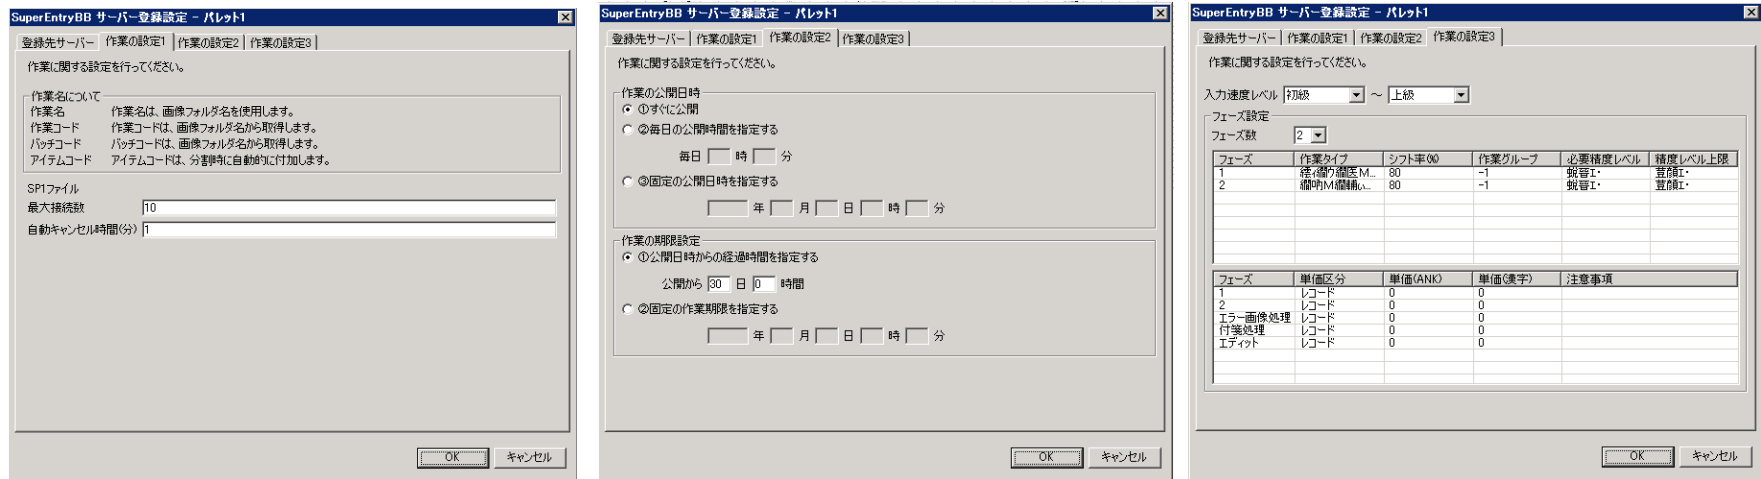 SuperEntryBB サーバー登録設定 - パレット1
登録先サーバー 作業の設定1 作業の設定2 作業の設定3
作業に関する設定を行ってください。
作業名について
作業名 作業名は、画像フォルダ名を使用します。
作業コード 作業コードは、画像フォルダ名から取得します。
バッチコード バッチコードは、画像フォルダ名から取得します。
アイテムコード アイテムコードは、分割時に自動的に付加します。
SP1ファイル
最大接続数 10
自動キャンセル時間(分) 1
OK キャンセル
SuperEntryBB サーバー登録設定 - パレット1
登録先サーバー 作業の設定1 作業の設定2 作業の設定3
作業に関する設定を行ってください。
作業の公開日時
①すぐに公開
②毎日の公開時間を指定する
毎日 時 分
③固定の公開日時を指定する
年 月 日 時 分
作業の期限設定
①公開日時からの経過時間を指定する
公開から 30 日 0 時間
②固定の作業期限を指定する
年 月 日 時 分
OK キャンセル
SuperEntryBB サーバー登録設定 - パレット1
登録先サーバー 作業の設定1 作業の設定2 作業の設定3
作業に関する設定を行ってください。
入力速度レベル 初級 ～ 上級
フェーズ設定
フェーズ数 2
フェーズ 作業タイプ シフト率(%) 作業グループ 必要精度レベル 精度レベル上限
1 80 -1
2 80 -1
フェーズ 単価区分 単価(ANK) 単価(漢字) 注意事項
1 レコード 0 0
2 レコード 0 0
エラー画像処理 レコード 0 0
付箋処理 レコード 0 0
エディット レコード 0 0
OK キャンセル